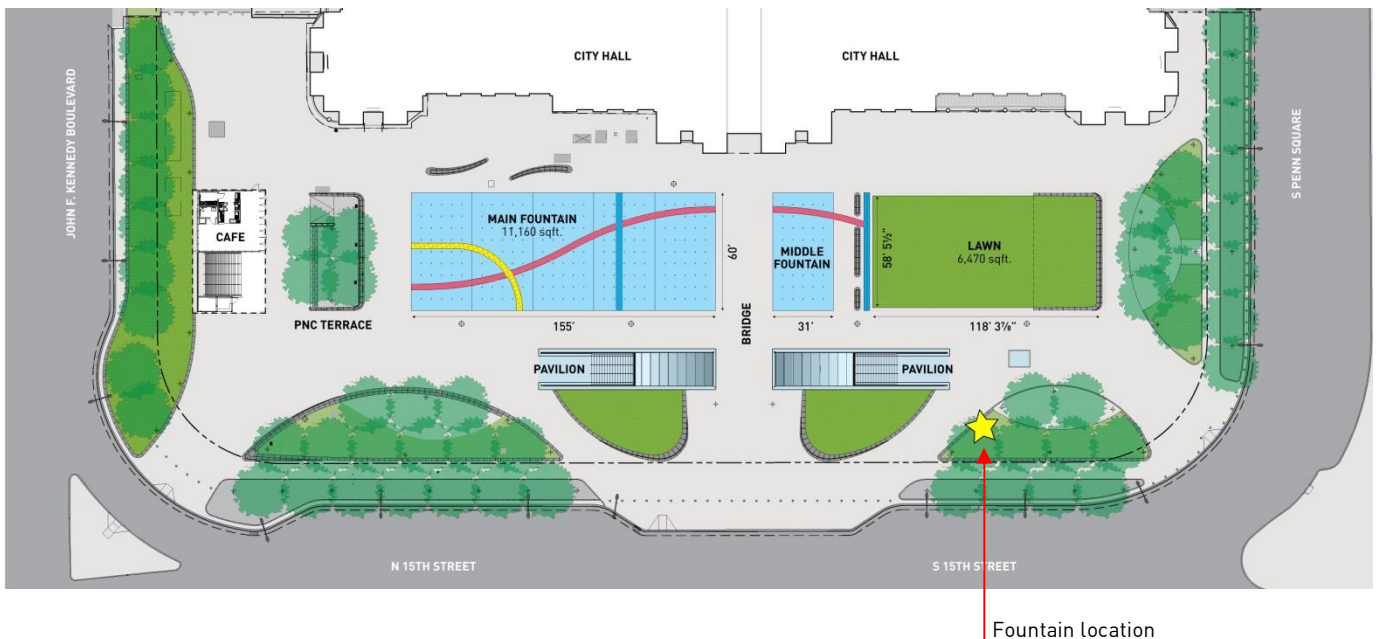 CITY HALL
CITY HALL
JOHN F. KENNEDY BOULEVARD
S PENN SQUARE
CAFE
PNC TERRACE
MAIN FOUNTAIN
11,160 sqft.
60'
155'
BRIDGE
MIDDLE
FOUNTAIN
31'
58' 5½"
LAWN
6,470 sqft.
118' 3⅞"
PAVILION
PAVILION
N 15TH STREET
S 15TH STREET
Fountain location